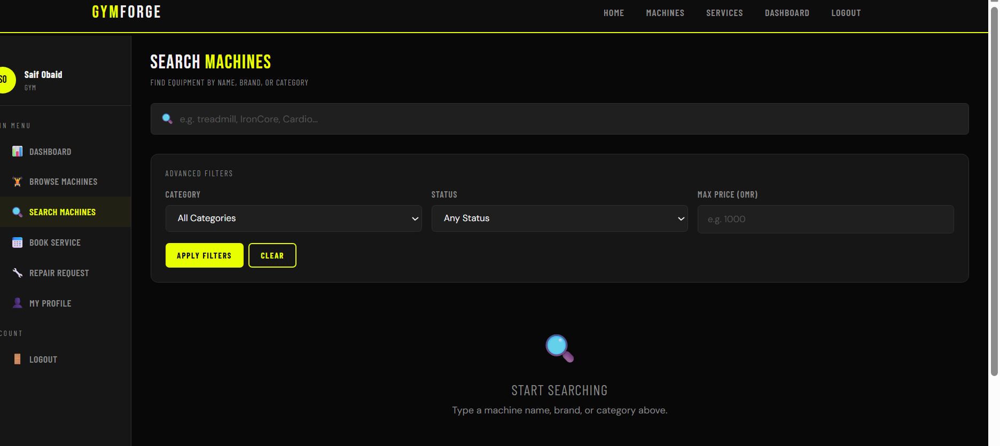 GYMFORGE
HOME MACHINES SERVICES DASHBOARD LOGOUT
SO
Saif Obaid
GYM
IN MENU
DASHBOARD
BROWSE MACHINES
SEARCH MACHINES
BOOK SERVICE
REPAIR REQUEST
MY PROFILE
COUNT
LOGOUT
SEARCH MACHINES
FIND EQUIPMENT BY NAME, BRAND, OR CATEGORY
e.g. treadmill, IronCore, Cardio...
ADVANCED FILTERS
CATEGORY STATUS MAX PRICE (OMR)
All Categories Any Status e.g. 1000
APPLY FILTERS CLEAR
START SEARCHING
Type a machine name, brand, or category above.